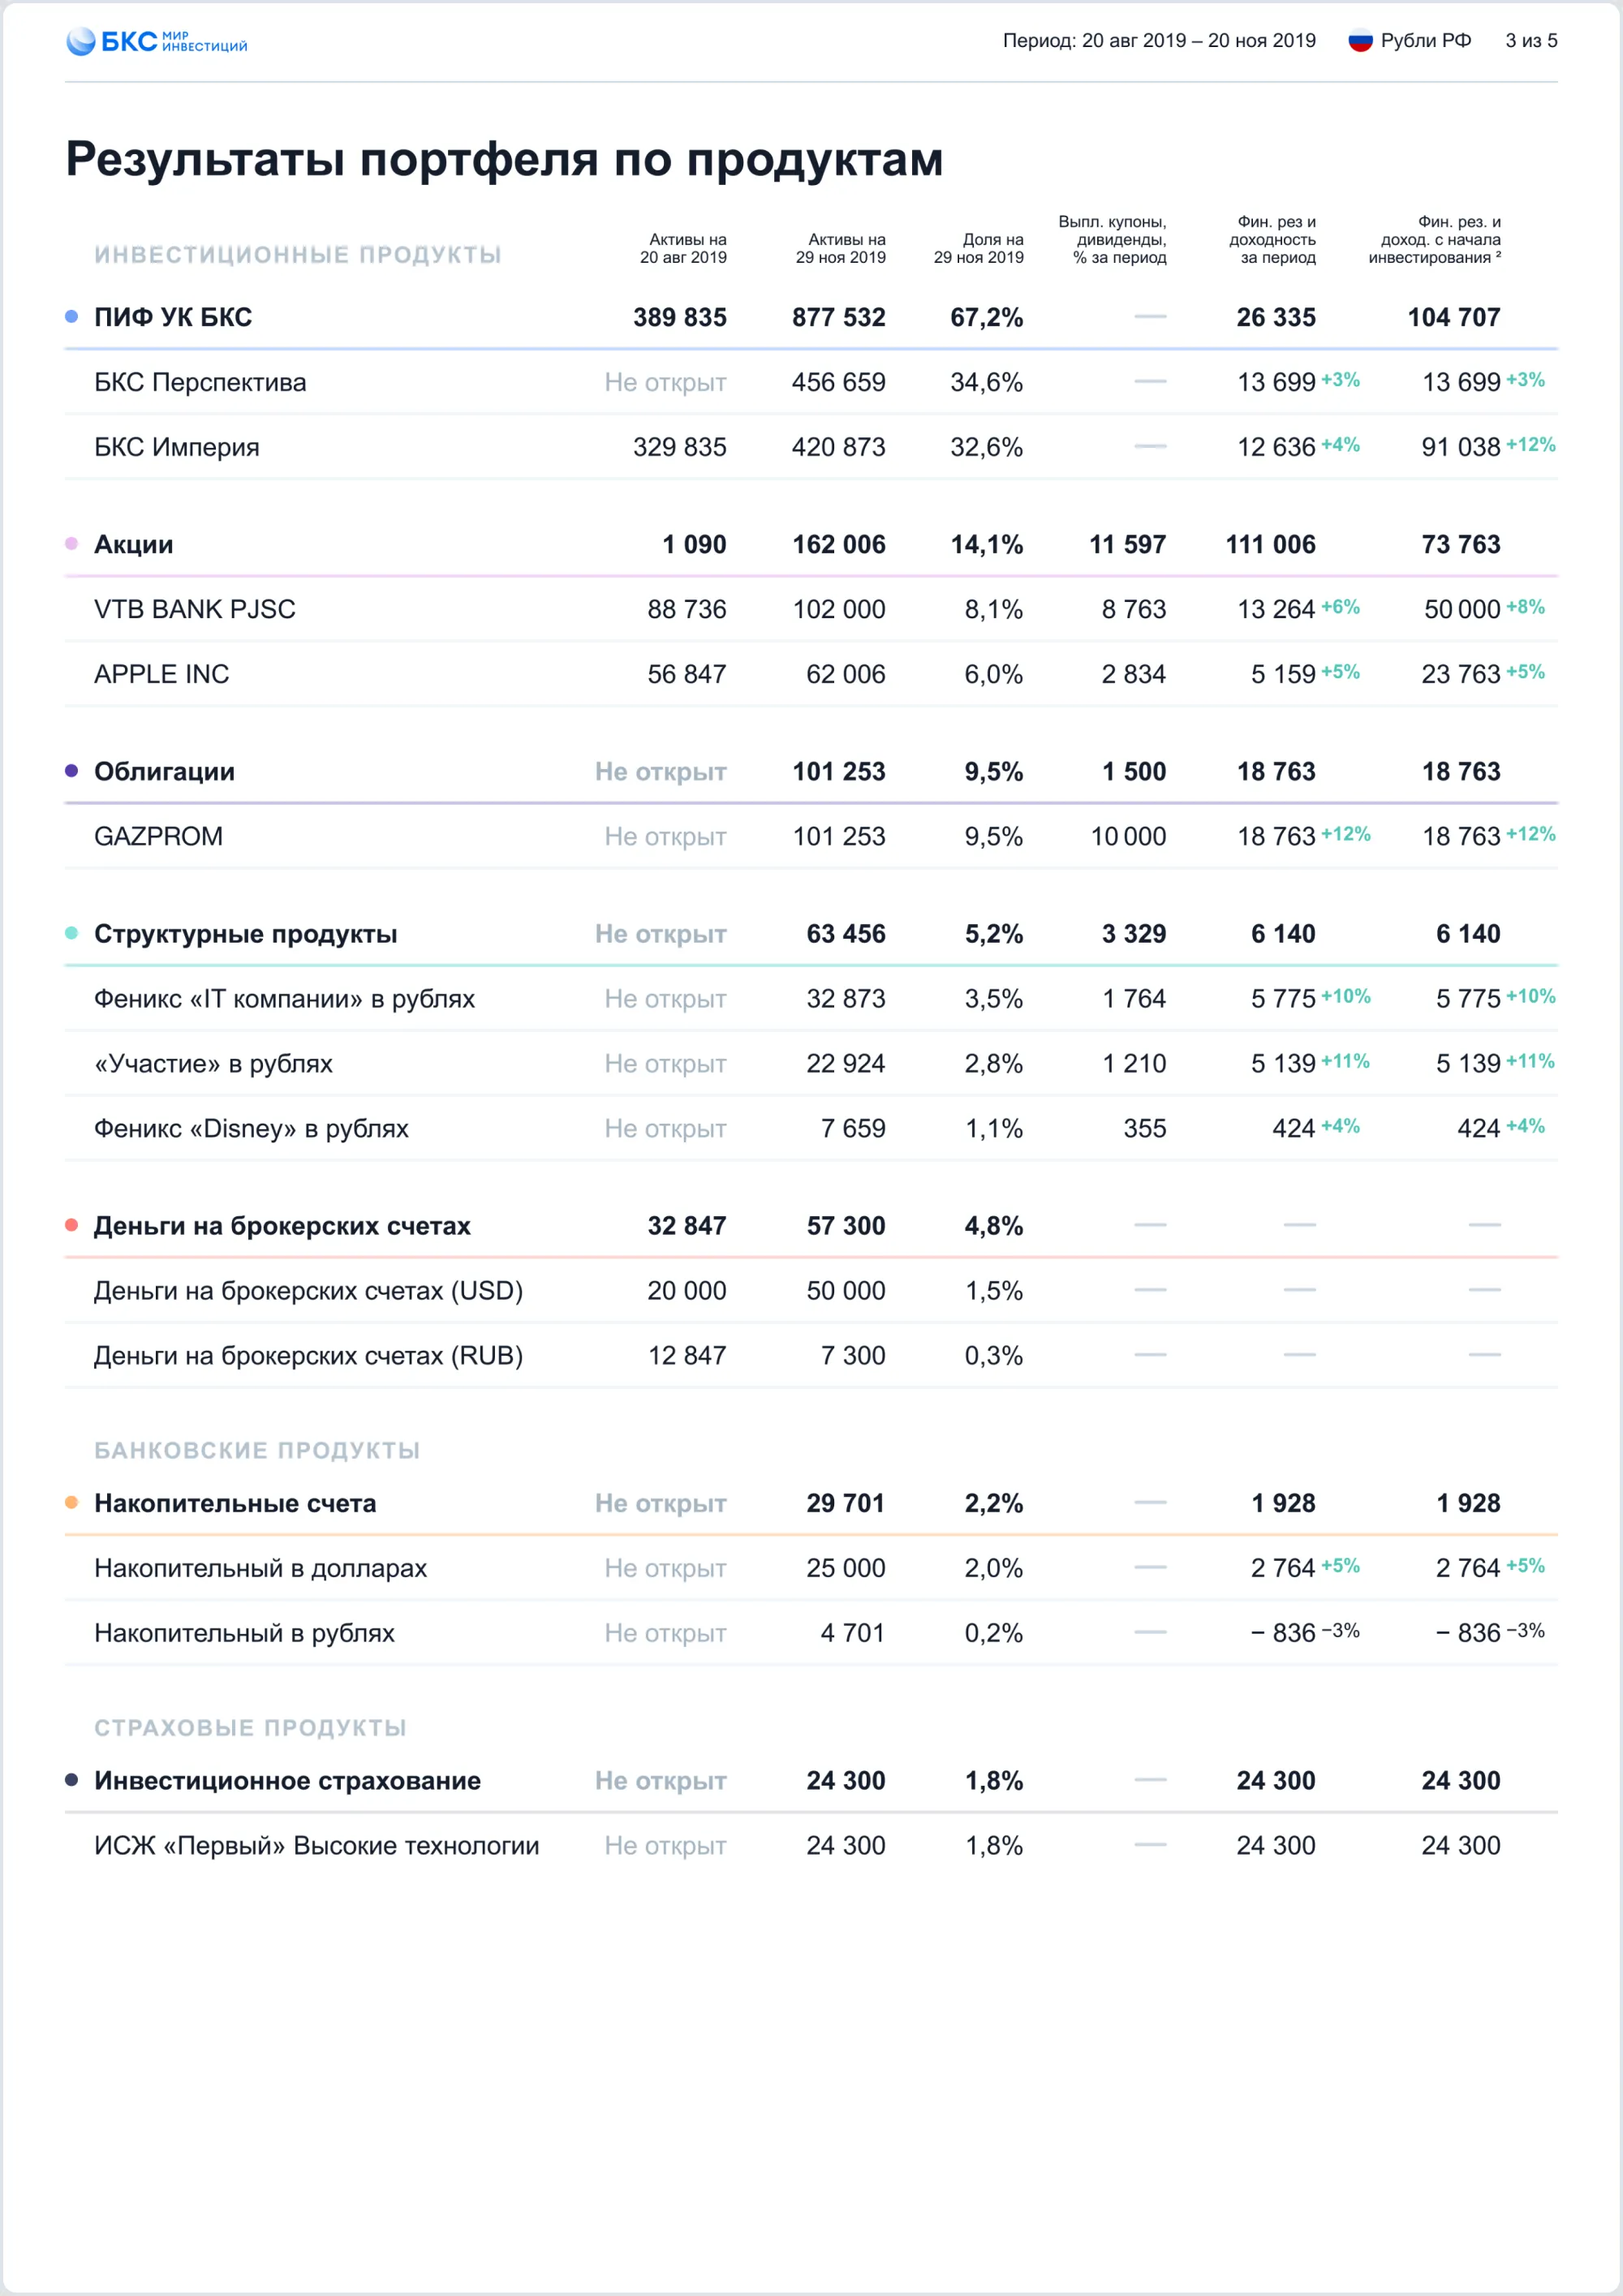 БКС МИР ИНВЕСТИЦИЙ
Период: 20 авг 2019 – 20 ноя 2019 Рубли РФ 3 из 5
Результаты портфеля по продуктам
ИНВЕСТИЦИОННЫЕ ПРОДУКТЫ Активы на 20 авг 2019 Активы на 29 ноя 2019 Доля на 29 ноя 2019 Выпл. купоны, дивиденды, % за период Фин. рез и доходность за период Фин. рез. и доход. с начала инвестирования ²
ПИФ УК БКС 389 835 877 532 67,2% — 26 335 104 707
БКС Перспектива Не открыт 456 659 34,6% — 13 699 +3% 13 699 +3%
БКС Империя 329 835 420 873 32,6% — 12 636 +4% 91 038 +12%
Акции 1 090 162 006 14,1% 11 597 111 006 73 763
VTB BANK PJSC 88 736 102 000 8,1% 8 763 13 264 +6% 50 000 +8%
APPLE INC 56 847 62 006 6,0% 2 834 5 159 +5% 23 763 +5%
Облигации Не открыт 101 253 9,5% 1 500 18 763 18 763
GAZPROM Не открыт 101 253 9,5% 10 000 18 763 +12% 18 763 +12%
Структурные продукты Не открыт 63 456 5,2% 3 329 6 140 6 140
Феникс «IT компании» в рублях Не открыт 32 873 3,5% 1 764 5 775 +10% 5 775 +10%
«Участие» в рублях Не открыт 22 924 2,8% 1 210 5 139 +11% 5 139 +11%
Феникс «Disney» в рублях Не открыт 7 659 1,1% 355 424 +4% 424 +4%
Деньги на брокерских счетах 32 847 57 300 4,8% — — —
Деньги на брокерских счетах (USD) 20 000 50 000 1,5% — — —
Деньги на брокерских счетах (RUB) 12 847 7 300 0,3% — — —
БАНКОВСКИЕ ПРОДУКТЫ
Накопительные счета Не открыт 29 701 2,2% — 1 928 1 928
Накопительный в долларах Не открыт 25 000 2,0% — 2 764 +5% 2 764 +5%
Накопительный в рублях Не открыт 4 701 0,2% — − 836 −3% − 836 −3%
СТРАХОВЫЕ ПРОДУКТЫ
Инвестиционное страхование Не открыт 24 300 1,8% — 24 300 24 300
ИСЖ «Первый» Высокие технологии Не открыт 24 300 1,8% — 24 300 24 300